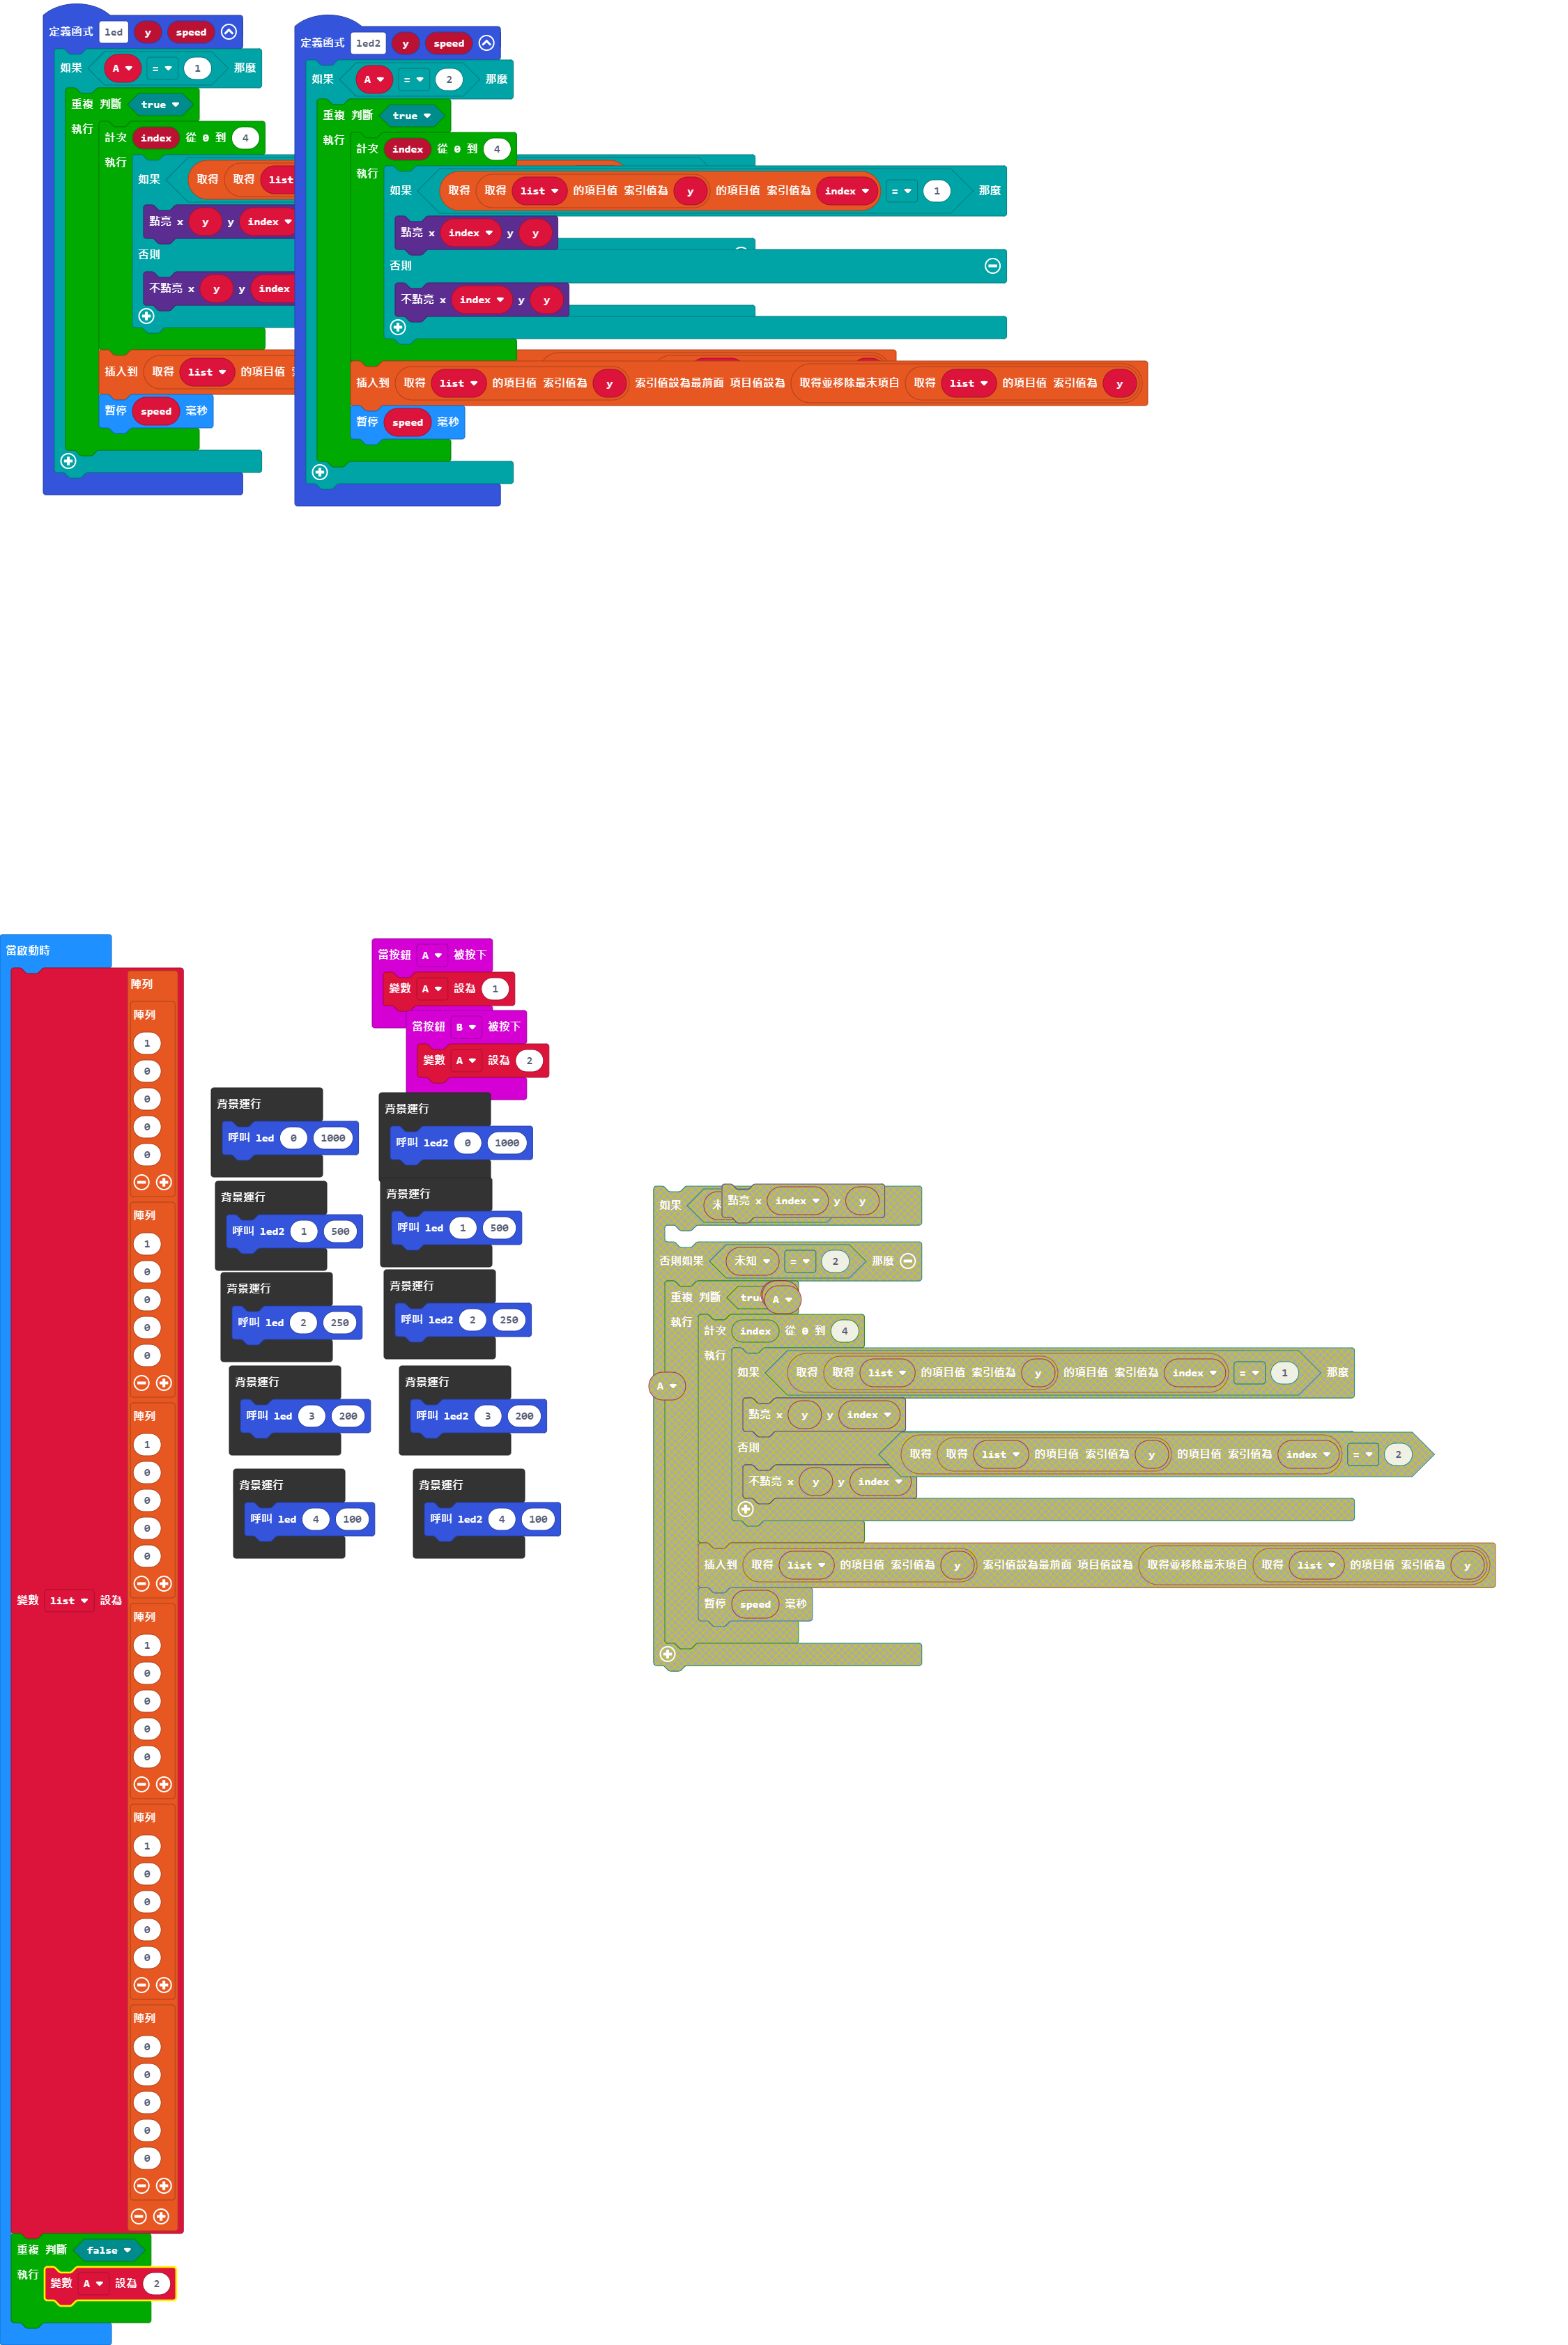 定義函式 led y speed
如果 A = 1 那麼
重複 判斷 true
執行
計次 index 從 0 到 4
執行
如果 取得 取得 list
點亮 x y y index
否則
不點亮 x y y index
插入到 取得 list 的項目值
暫停 speed 毫秒
定義函式 led2 y speed
如果 A = 2 那麼
重複 判斷 true
執行
計次 index 從 0 到 4
執行
如果 取得 取得 list 的項目值 索引值為 y 的項目值 索引值為 index = 1 那麼
點亮 x index y y
否則
不點亮 x index y y
插入到 取得 list 的項目值 索引值為 y 索引值設為最前面 項目值設為 取得並移除最末項自 取得 list 的項目值 索引值為 y
暫停 speed 毫秒
當啟動時
變數 list 設為
陣列
陣列
1
0
0
0
0
陣列
1
0
0
0
0
陣列
1
0
0
0
0
陣列
1
0
0
0
0
陣列
1
0
0
0
0
陣列
0
0
0
0
0
重複 判斷 false
執行
變數 A 設為 2
當按鈕 A 被按下
變數 A 設為 1
當按鈕 B 被按下
變數 A 設為 2
背景運行
呼叫 led 0 1000
背景運行
呼叫 led2 0 1000
背景運行
呼叫 led2 1 500
背景運行
呼叫 led 1 500
背景運行
呼叫 led 2 250
背景運行
呼叫 led2 2 250
背景運行
呼叫 led 3 200
背景運行
呼叫 led2 3 200
背景運行
呼叫 led 4 100
背景運行
呼叫 led2 4 100
如果
點亮 x index y y
否則如果 未知 = 2 那麼
重複 判斷 true
A
執行
計次 index 從 0 到 4
執行
如果 取得 取得 list 的項目值 索引值為 y 的項目值 索引值為 index = 1 那麼
A
點亮 x y y index
否則
取得 取得 list 的項目值 索引值為 y 的項目值 索引值為 index = 2
不點亮 x y y index
插入到 取得 list 的項目值 索引值為 y 索引值設為最前面 項目值設為 取得並移除最末項自 取得 list 的項目值 索引值為 y
暫停 speed 毫秒